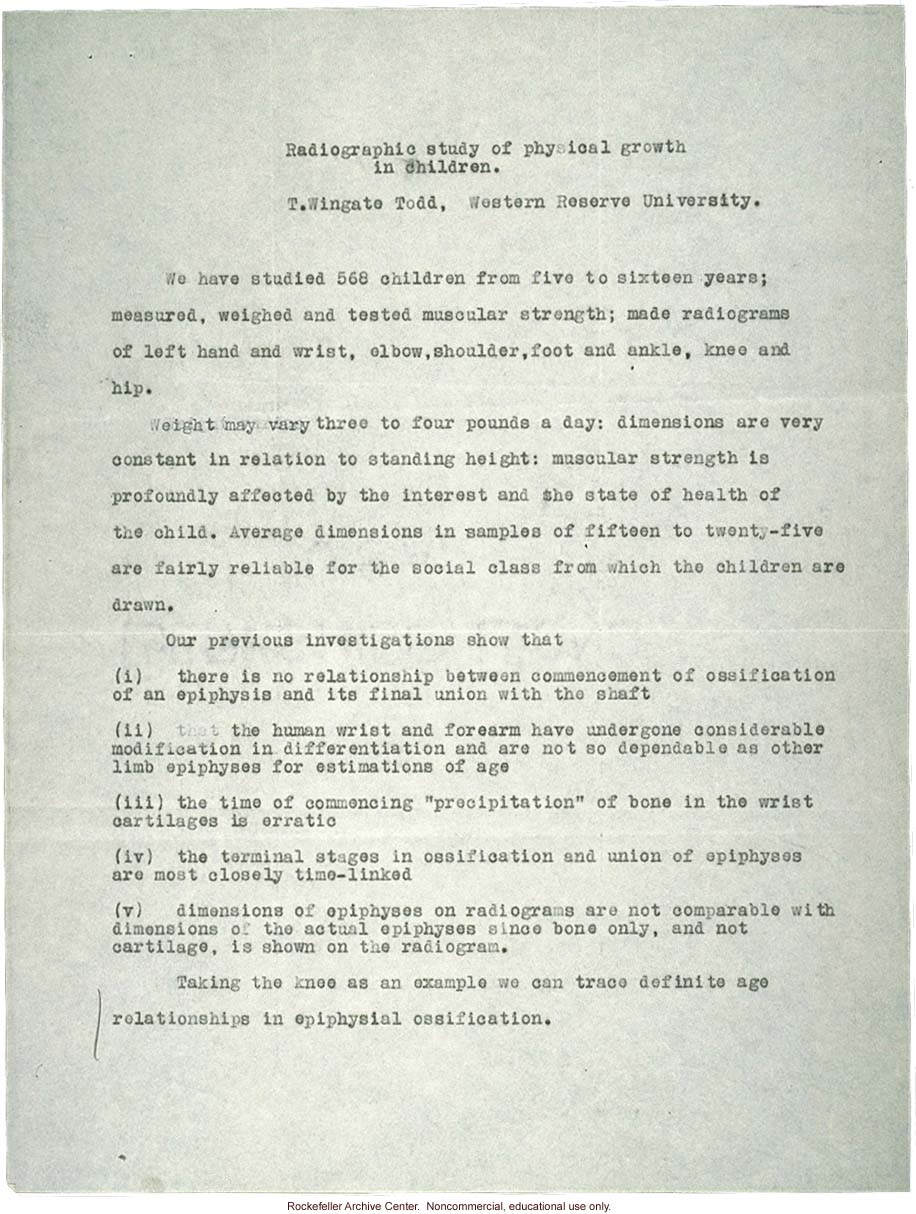 Radiographic study of physical growth
in children.
T.Wingate Todd, Western Reserve University.
We have studied 568 children from five to sixteen years;
measured, weighed and tested muscular strength; made radiograms
of left hand and wrist, elbow,shoulder,foot and ankle, knee and
hip.
Weight may vary three to four pounds a day: dimensions are very
constant in relation to standing height: muscular strength is
profoundly affected by the interest and the state of health of
the child. Average dimensions in samples of fifteen to twenty-five
are fairly reliable for the social class from which the children are
drawn.
Our previous investigations show that
(i) there is no relationship between commencement of ossification
of an epiphysis and its final union with the shaft
(ii) that the human wrist and forearm have undergone considerable
modification in differentiation and are not so dependable as other
limb epiphyses for estimations of age
(iii) the time of commencing "precipitation" of bone in the wrist
cartilages is erratic
(iv) the terminal stages in ossification and union of epiphyses
are most closely time-linked
(v) dimensions of epiphyses on radiograms are not comparable with
dimensions of the actual epiphyses since bone only, and not
cartilage, is shown on the radiogram.
Taking the knee as an example we can trace definite age
relationships in epiphysial ossification.
Rockefeller Archive Center. Noncommercial, educational use only.